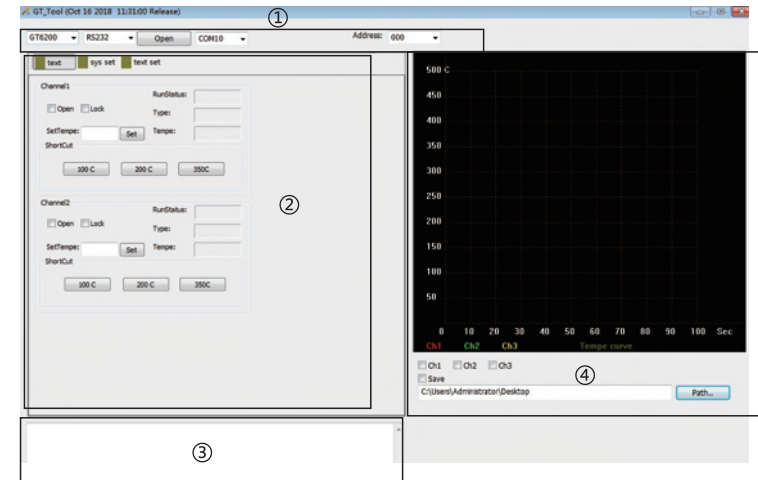 GT_Tool (Oct 16 2018 11:31:00 Release)
①
GT6200 RS232 Open COM10 Address: 000
text sys set text set
Channel1
RunStatus:
Open Lock
Type:
SetTempe: Set Tempe:
ShortCut
100 C 200 C 350C
②
Channel2
RunStatus:
Open Lock
Type:
SetTempe: Set Tempe:
ShortCut
100 C 200 C 350C
③
500 C
450
400
350
300
250
200
150
100
50
0 10 20 30 40 50 60 70 80 90 100 Sec
Ch1 Ch2 Ch3 Tempe curve
Ch1 Ch2 Ch3
④
Save
C:\Users\Administrator\Desktop Path...